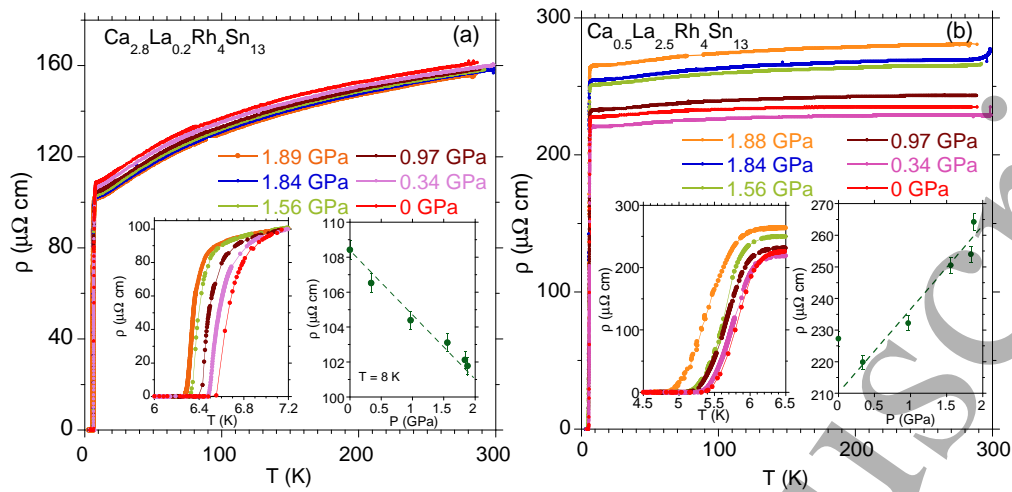 Ca2.8La0.2Rh4Sn13
(a)
160
120
80
40
0
ρ (μΩ cm)
1.89 GPa
1.84 GPa
1.56 GPa
0.97 GPa
0.34 GPa
0 GPa
100
80
60
40
20
0
ρ (μΩ cm)
6
6.4
6.8
7.2
T (K)
110
108
106
104
102
100
ρ (μΩ cm)
T = 8 K
0
0.5
1
1.5
2
P (GPa)
0
100
200
300
T (K)
Ca0.5La2.5Rh4Sn13
(b)
300
250
200
100
0
ρ (μΩ cm)
1.88 GPa
1.84 GPa
1.56 GPa
0.97 GPa
0.34 GPa
0 GPa
300
200
100
0
ρ (μΩ cm)
4.5
5
5.5
6
6.5
T (K)
270
260
250
240
230
220
210
ρ (μΩ cm)
0
0.5
1
1.5
2
P (GPa)
0
100
200
300
T (K)